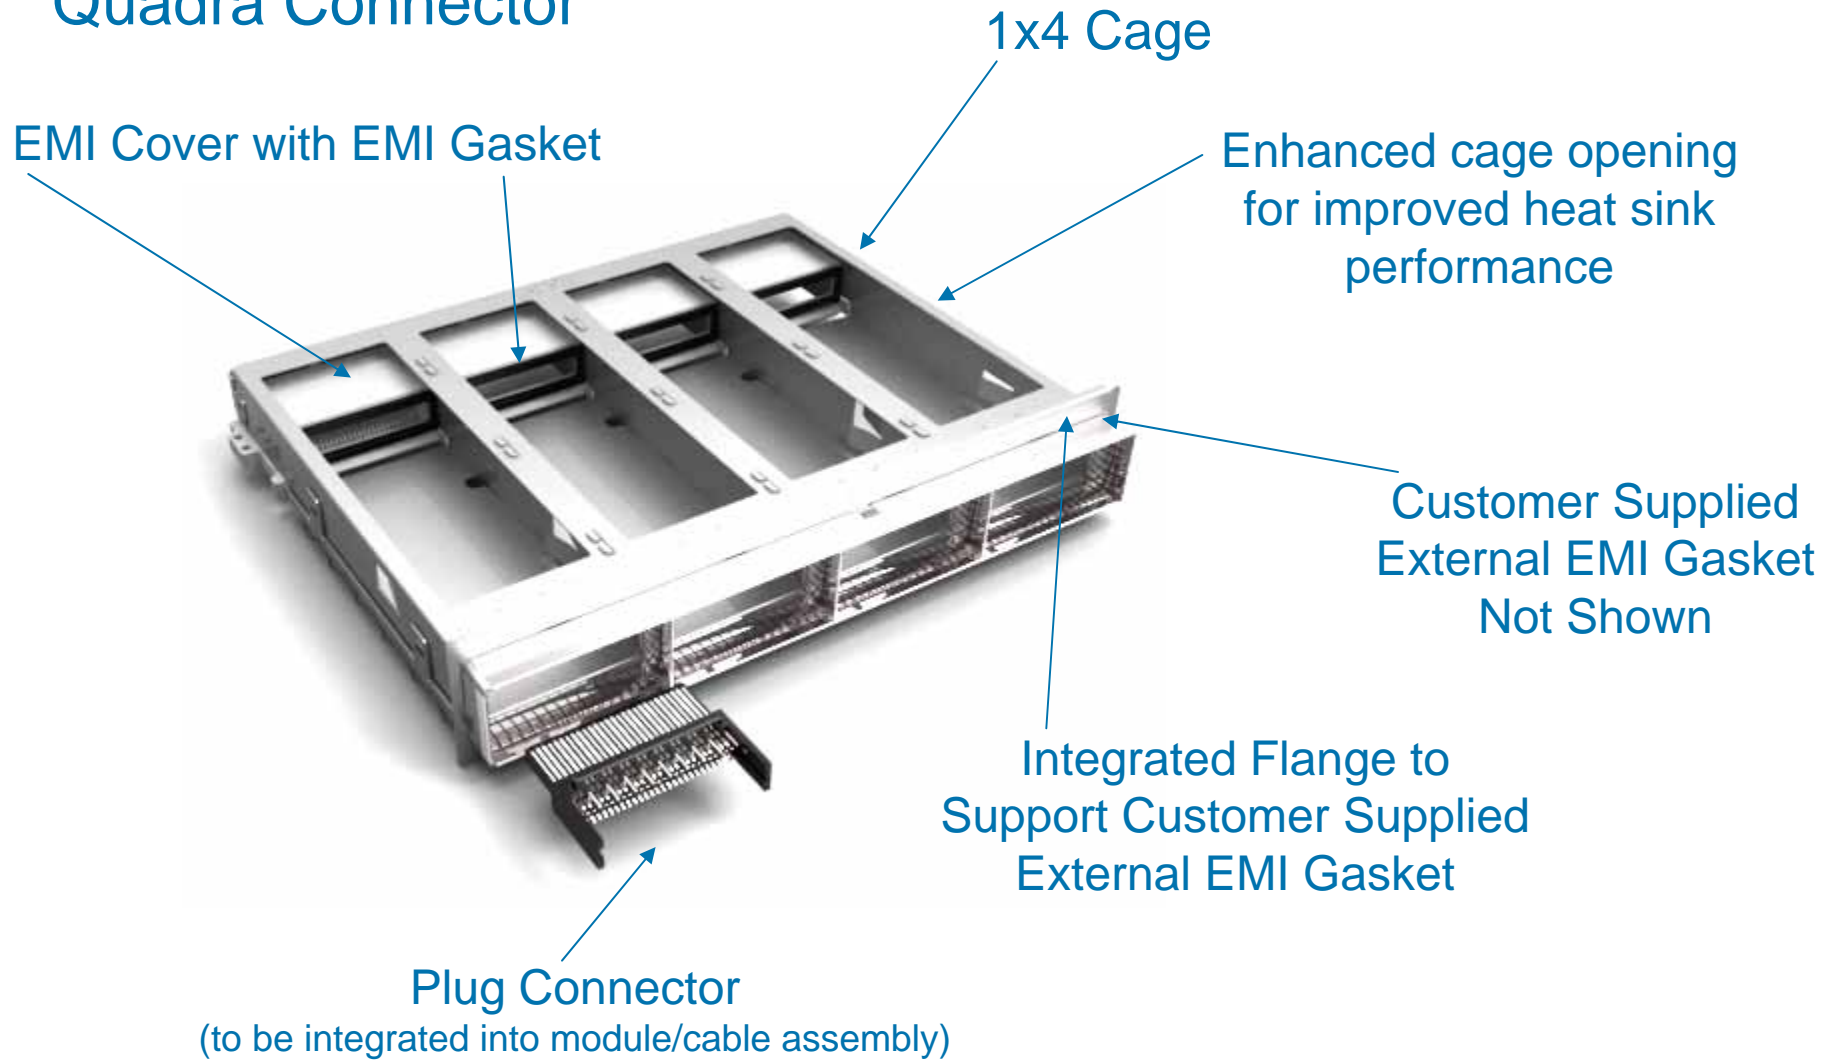 Quadra Connector
1x4 Cage
EMI Cover with EMI Gasket
Enhanced cage opening
for improved heat sink
performance
Customer Supplied
External EMI Gasket
Not Shown
Integrated Flange to
Support Customer Supplied
External EMI Gasket
Plug Connector
(to be integrated into module/cable assembly)